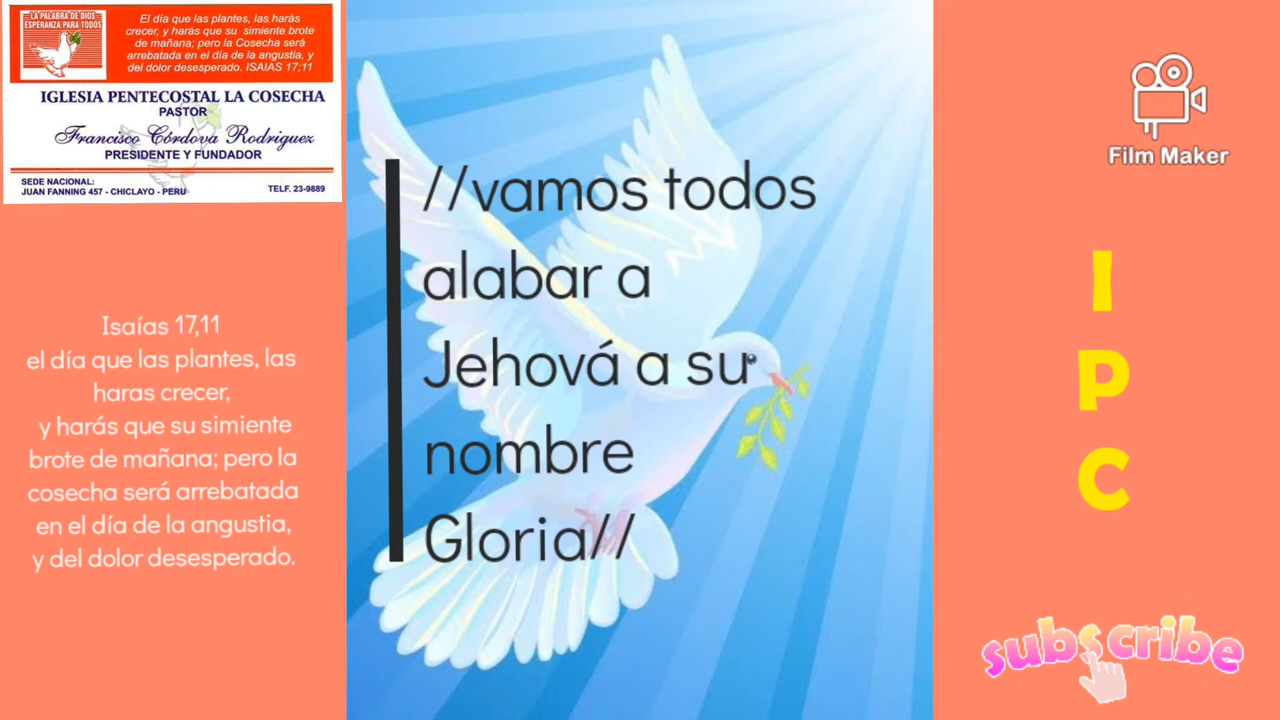 LA PALABRA DE DIOS
ESPERANZA PARA TODOS
El día que las plantes, las harás
crecer, y harás que su simiente brote
de mañana; pero la Cosecha será
arrebatada en el día de la angustia, y
del dolor desesperado. ISAIAS 17;11
IGLESIA PENTECOSTAL LA COSECHA
PASTOR
Francisco Córdova Rodriguez
PRESIDENTE Y FUNDADOR
SEDE NACIONAL:
JUAN FANNING 457 - CHICLAYO - PERU
TELF. 23-9889
Isaías 17,11
el día que las plantes, las
haras crecer,
y harás que su simiente
brote de mañana; pero la
cosecha será arrebatada
en el día de la angustia,
y del dolor desesperado.
//vamos todos
alabar a
Jehová a su
nombre
Gloria//
Film Maker
I
P
C
subscribe